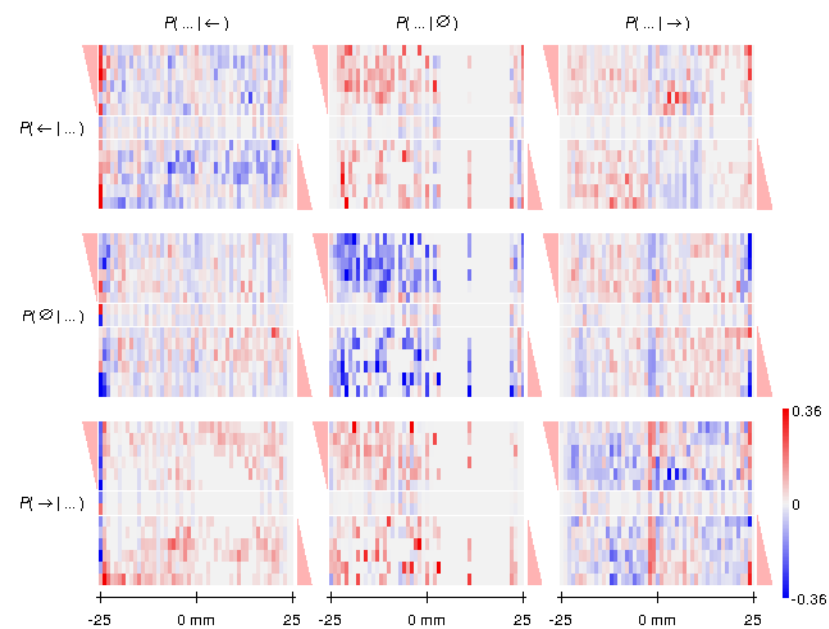 P( ... | ← ) P( ... | Ø ) P( ... | → )
P( ← | ... )
P( Ø | ... )
P( → | ... )
0.36
0
-0.36
-25 0 mm 25 -25 0 mm 25 -25 0 mm 25